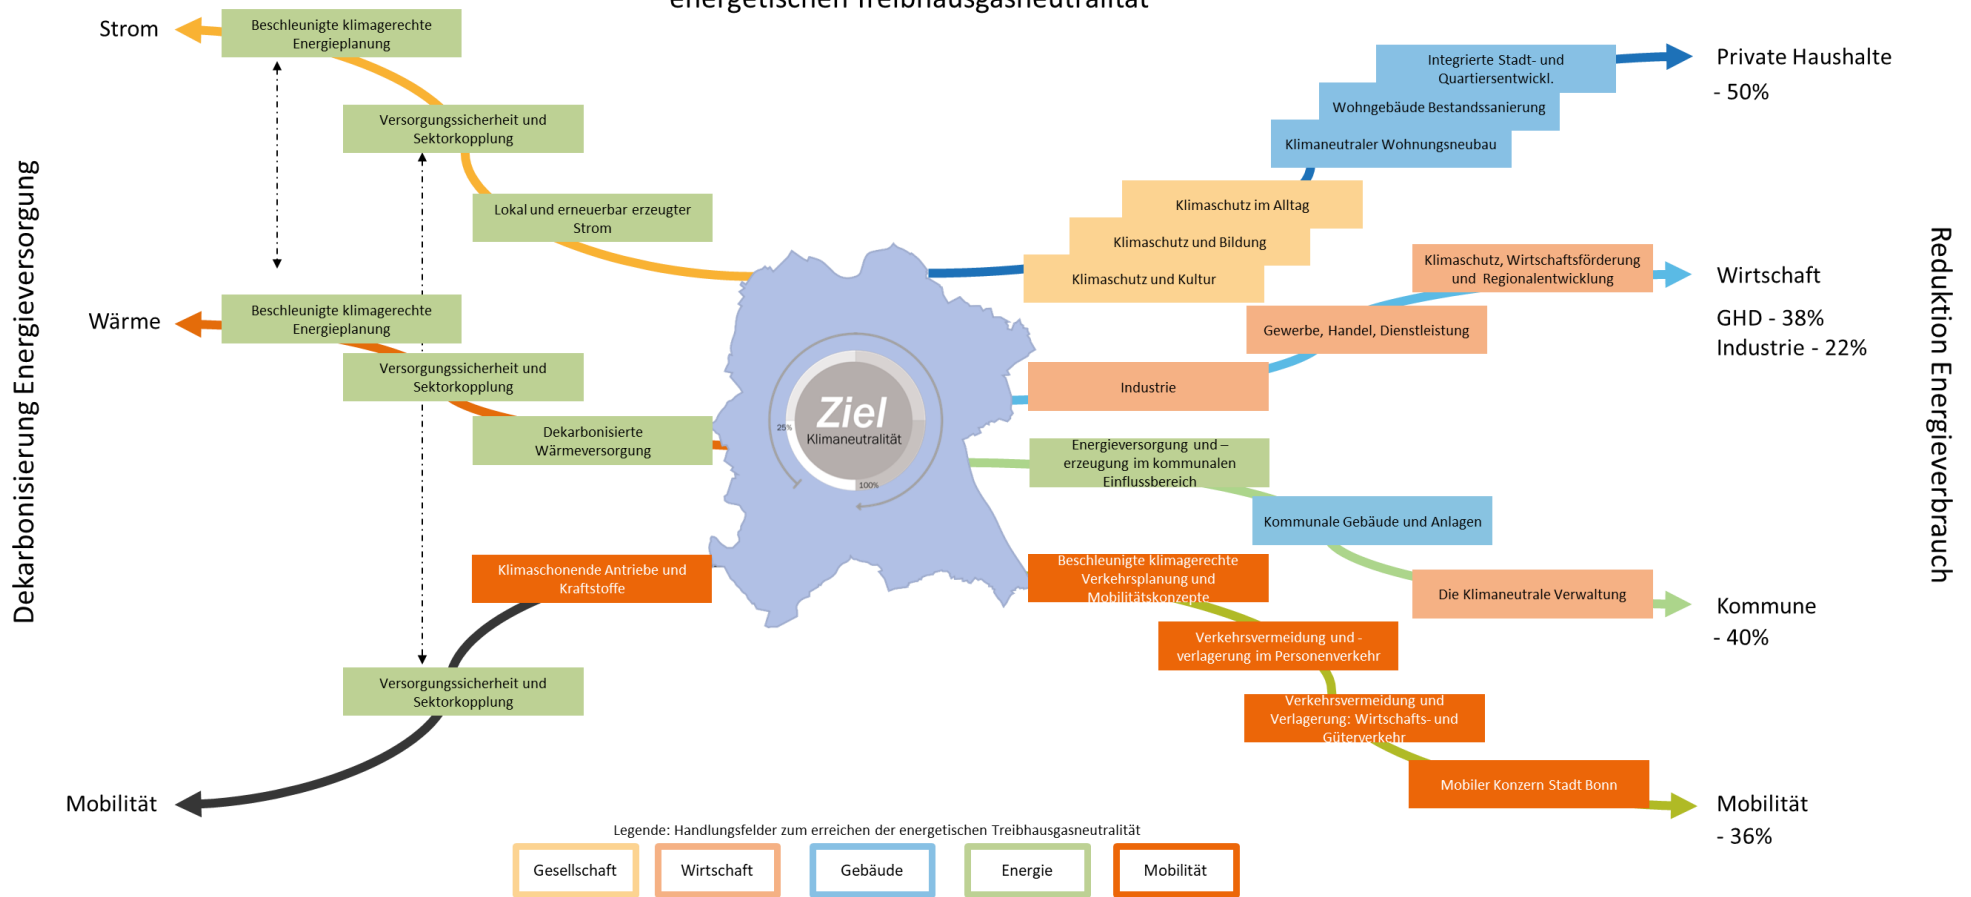 energetischen Treibhausgasneutralität
Dekarbonisierung Energieversorgung
Strom
Beschleunigte klimagerechte
Energieplanung
Versorgungssicherheit und
Sektorkopplung
Lokal und erneuerbar erzeugter
Strom
Wärme
Beschleunigte klimagerechte
Energieplanung
Versorgungssicherheit und
Sektorkopplung
Dekarbonisierte
Wärmeversorgung
Klimaschonende Antriebe und
Kraftstoffe
Versorgungssicherheit und
Sektorkopplung
Mobilität
Ziel
Klimaneutralität
25%
100%
Integrierte Stadt- und
Quartiersentwickl.
Wohngebäude Bestandssanierung
Klimaneutraler Wohnungsneubau
Klimaschutz im Alltag
Klimaschutz und Bildung
Klimaschutz und Kultur
Private Haushalte
- 50%
Klimaschutz, Wirtschaftsförderung
und Regionalentwicklung
Gewerbe, Handel, Dienstleistung
Industrie
Wirtschaft
GHD - 38%
Industrie - 22%
Energieversorgung und –
erzeugung im kommunalen
Einflussbereich
Kommunale Gebäude und Anlagen
Die Klimaneutrale Verwaltung
Kommune
- 40%
Beschleunigte klimagerechte
Verkehrsplanung und
Mobilitätskonzepte
Verkehrsvermeidung und -
verlagerung im Personenverkehr
Verkehrsvermeidung und
Verlagerung: Wirtschafts- und
Güterverkehr
Mobiler Konzern Stadt Bonn
Mobilität
- 36%
Reduktion Energieverbrauch
Legende: Handlungsfelder zum erreichen der energetischen Treibhausgasneutralität
Gesellschaft
Wirtschaft
Gebäude
Energie
Mobilität